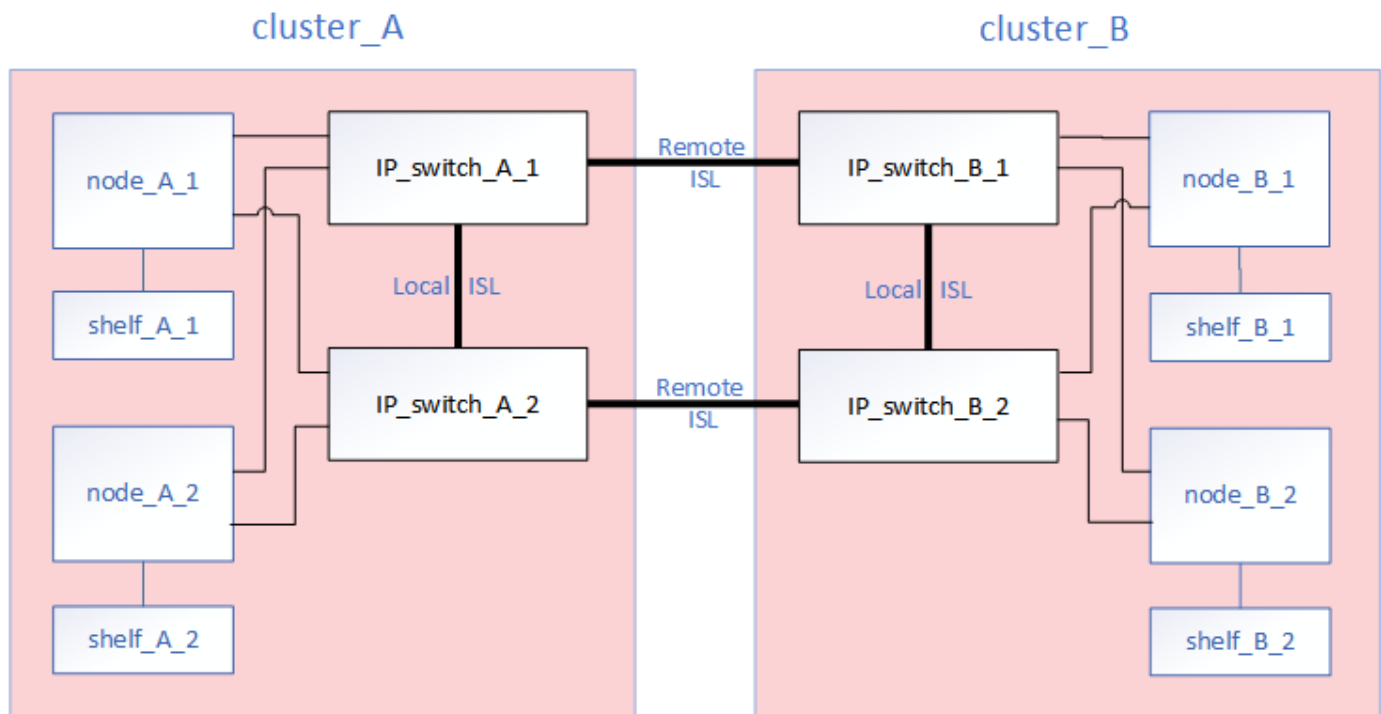 cluster_A
cluster_B
node_A_1
IP_switch_A_1
Remote
ISL
IP_switch_B_1
node_B_1
Local ISL
Local ISL
shelf_A_1
shelf_B_1
IP_switch_A_2
Remote
ISL
IP_switch_B_2
node_A_2
node_B_2
shelf_A_2
shelf_B_2